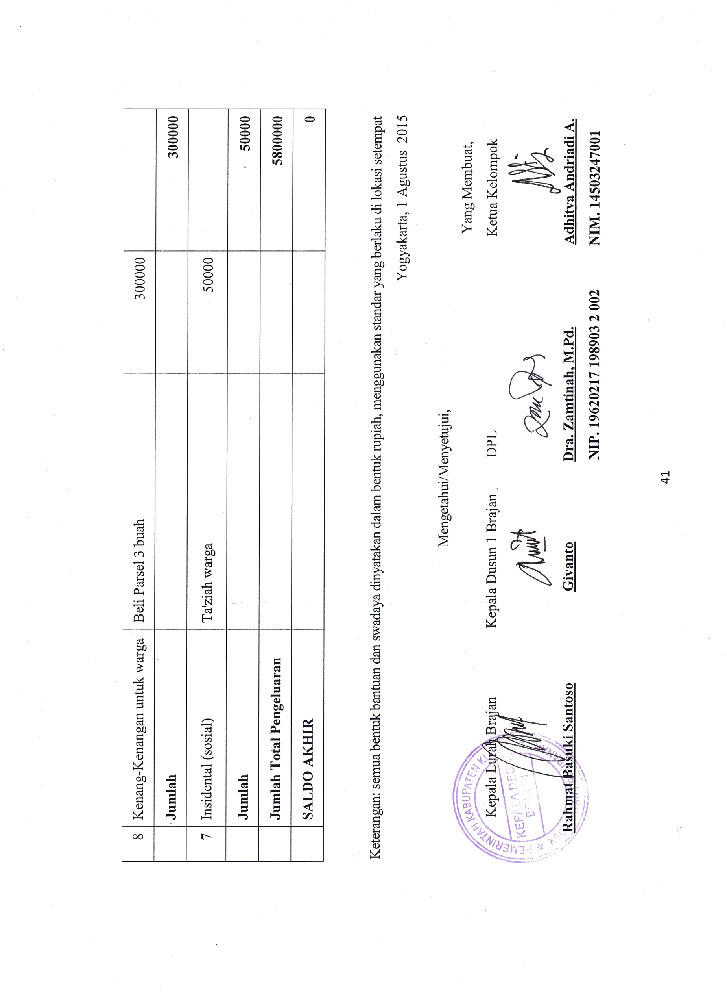 8 Kenang-Kenangan untuk warga Beli Parsel 3 buah 300000
Jumlah 300000
7 Insidental (sosial) Ta'ziah warga 50000
Jumlah 50000
Jumlah Total Pengeluaran 5800000
SALDO AKHIR 0
Keterangan: semua bentuk bantuan dan swadaya dinyatakan dalam bentuk rupiah, menggunakan standar yang berlaku di lokasi setempat
Yogyakarta, 1 Agustus 2015
Mengetahui/Menyetujui,
Yang Membuat,
Kepala Lurah Brajan Kepala Dusun 1 Brajan DPL Ketua Kelompok
PEMERINTAH KABUPATEN
KEPALA DESA
Rahmat Basuki Santoso Giyanto Dra. Zamtinah, M.Pd. Adhitya Andriadi A.
NIP. 19620217 198903 2 002 NIM. 14503247001
41